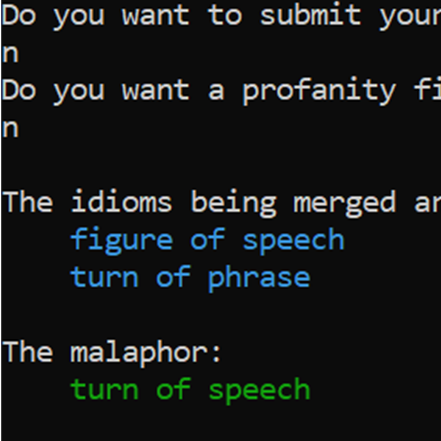 Do you want to submit your
n
Do you want a profanity fi
n
The idioms being merged ar
figure of speech
turn of phrase
The malaphor:
turn of speech